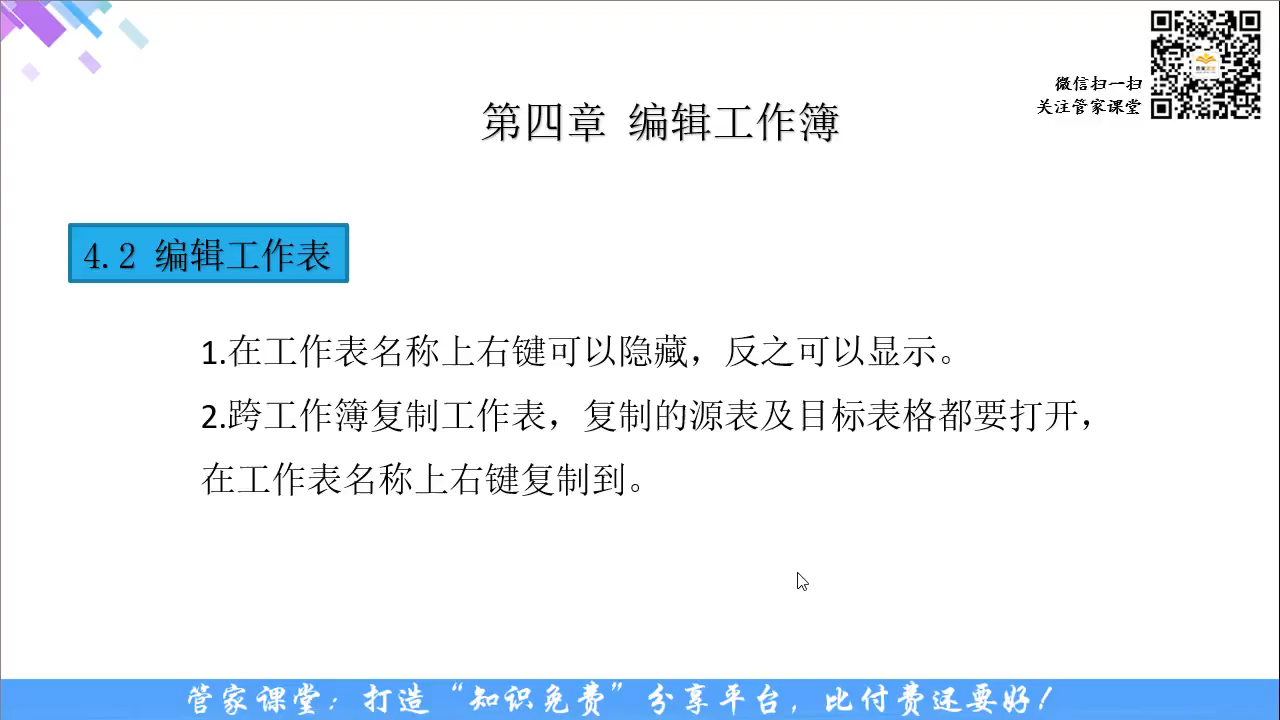 微信扫一扫
关注管家课堂
第四章 编辑工作簿
4.2 编辑工作表
1.在工作表名称上右键可以隐藏，反之可以显示。
2.跨工作簿复制工作表，复制的源表及目标表格都要打开，
在工作表名称上右键复制到。
管家课堂：打造“知识免费”分享平台，比付费还要好！